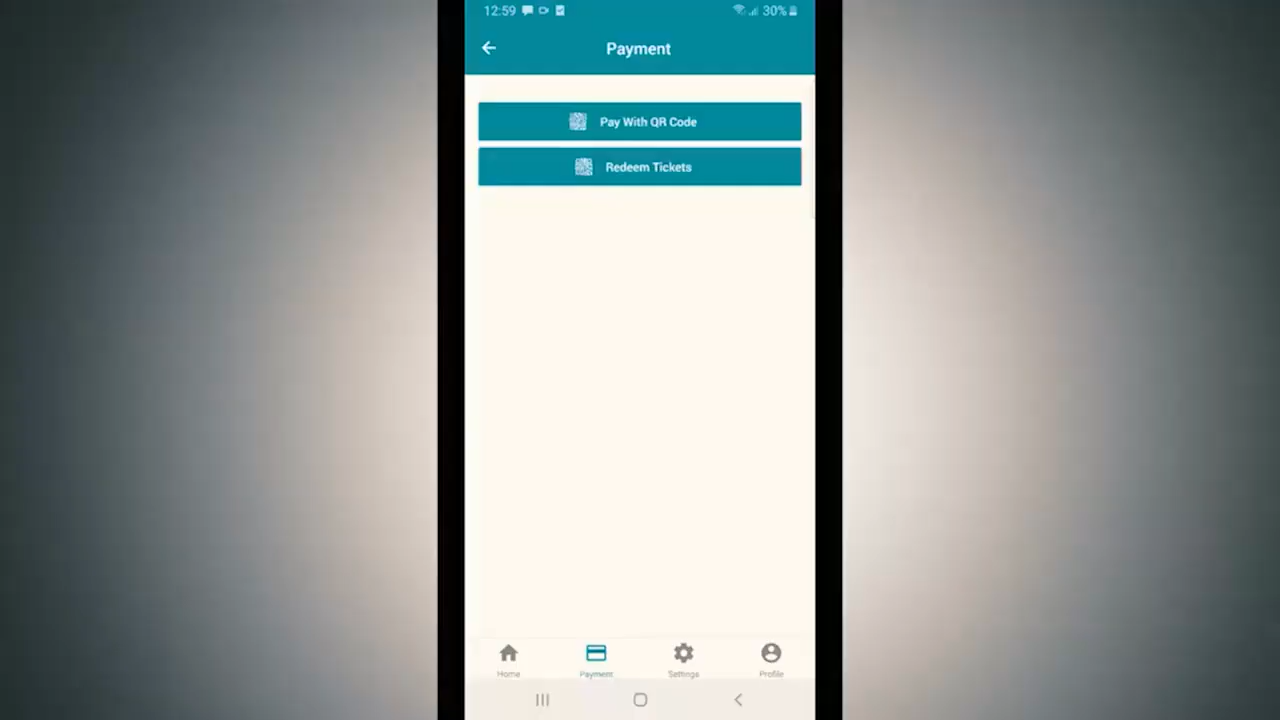 12:59 30%
Payment
Pay With QR Code
Redeem Tickets
Home Payment Settings Profile